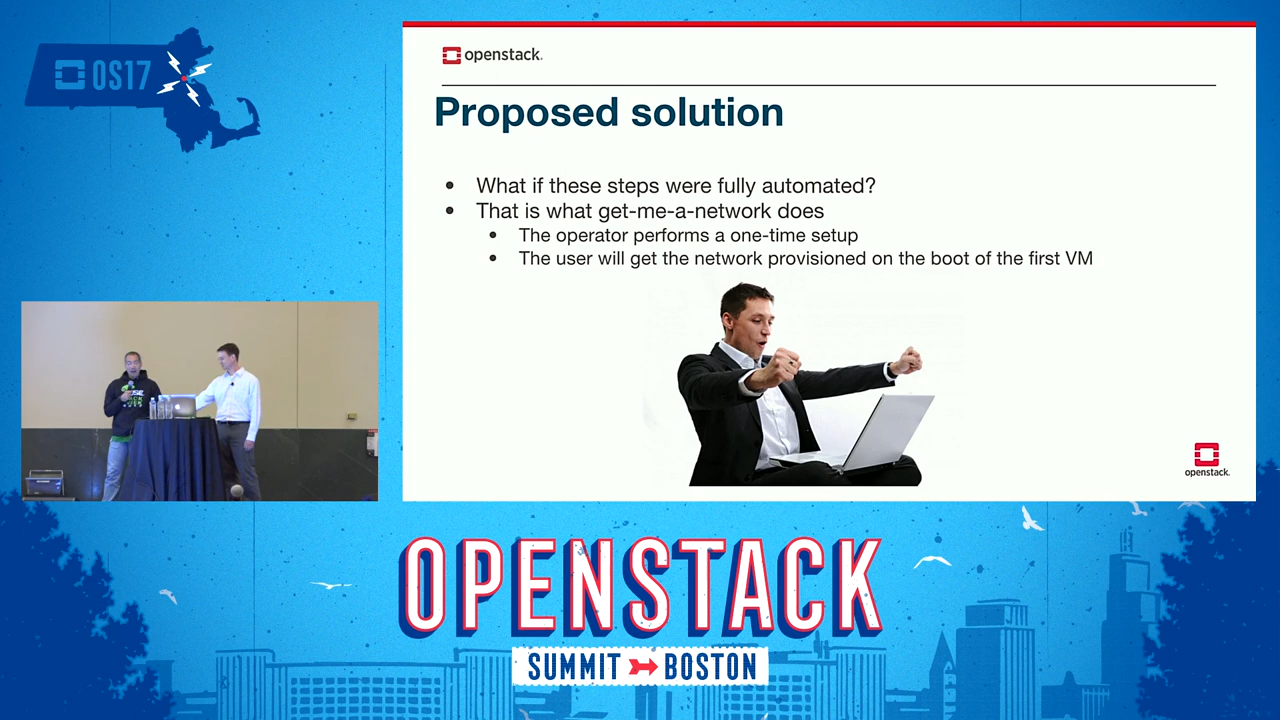 OS17
openstack.
Proposed solution
• What if these steps were fully automated?
• That is what get-me-a-network does
• The operator performs a one-time setup
• The user will get the network provisioned on the boot of the first VM
openstack.
OPENSTACK
SUMMIT BOSTON